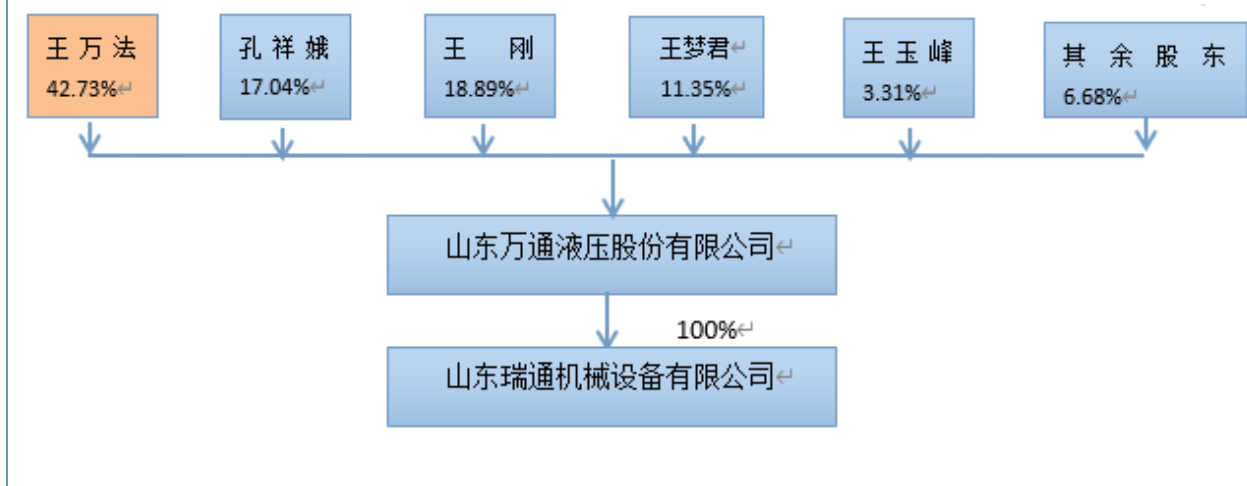 王万法
42.73%
孔祥娥
17.04%
王 刚
18.89%
王梦君
11.35%
王玉峰
3.31%
其余股东
6.68%
山东万通液压股份有限公司
100%
山东瑞通机械设备有限公司